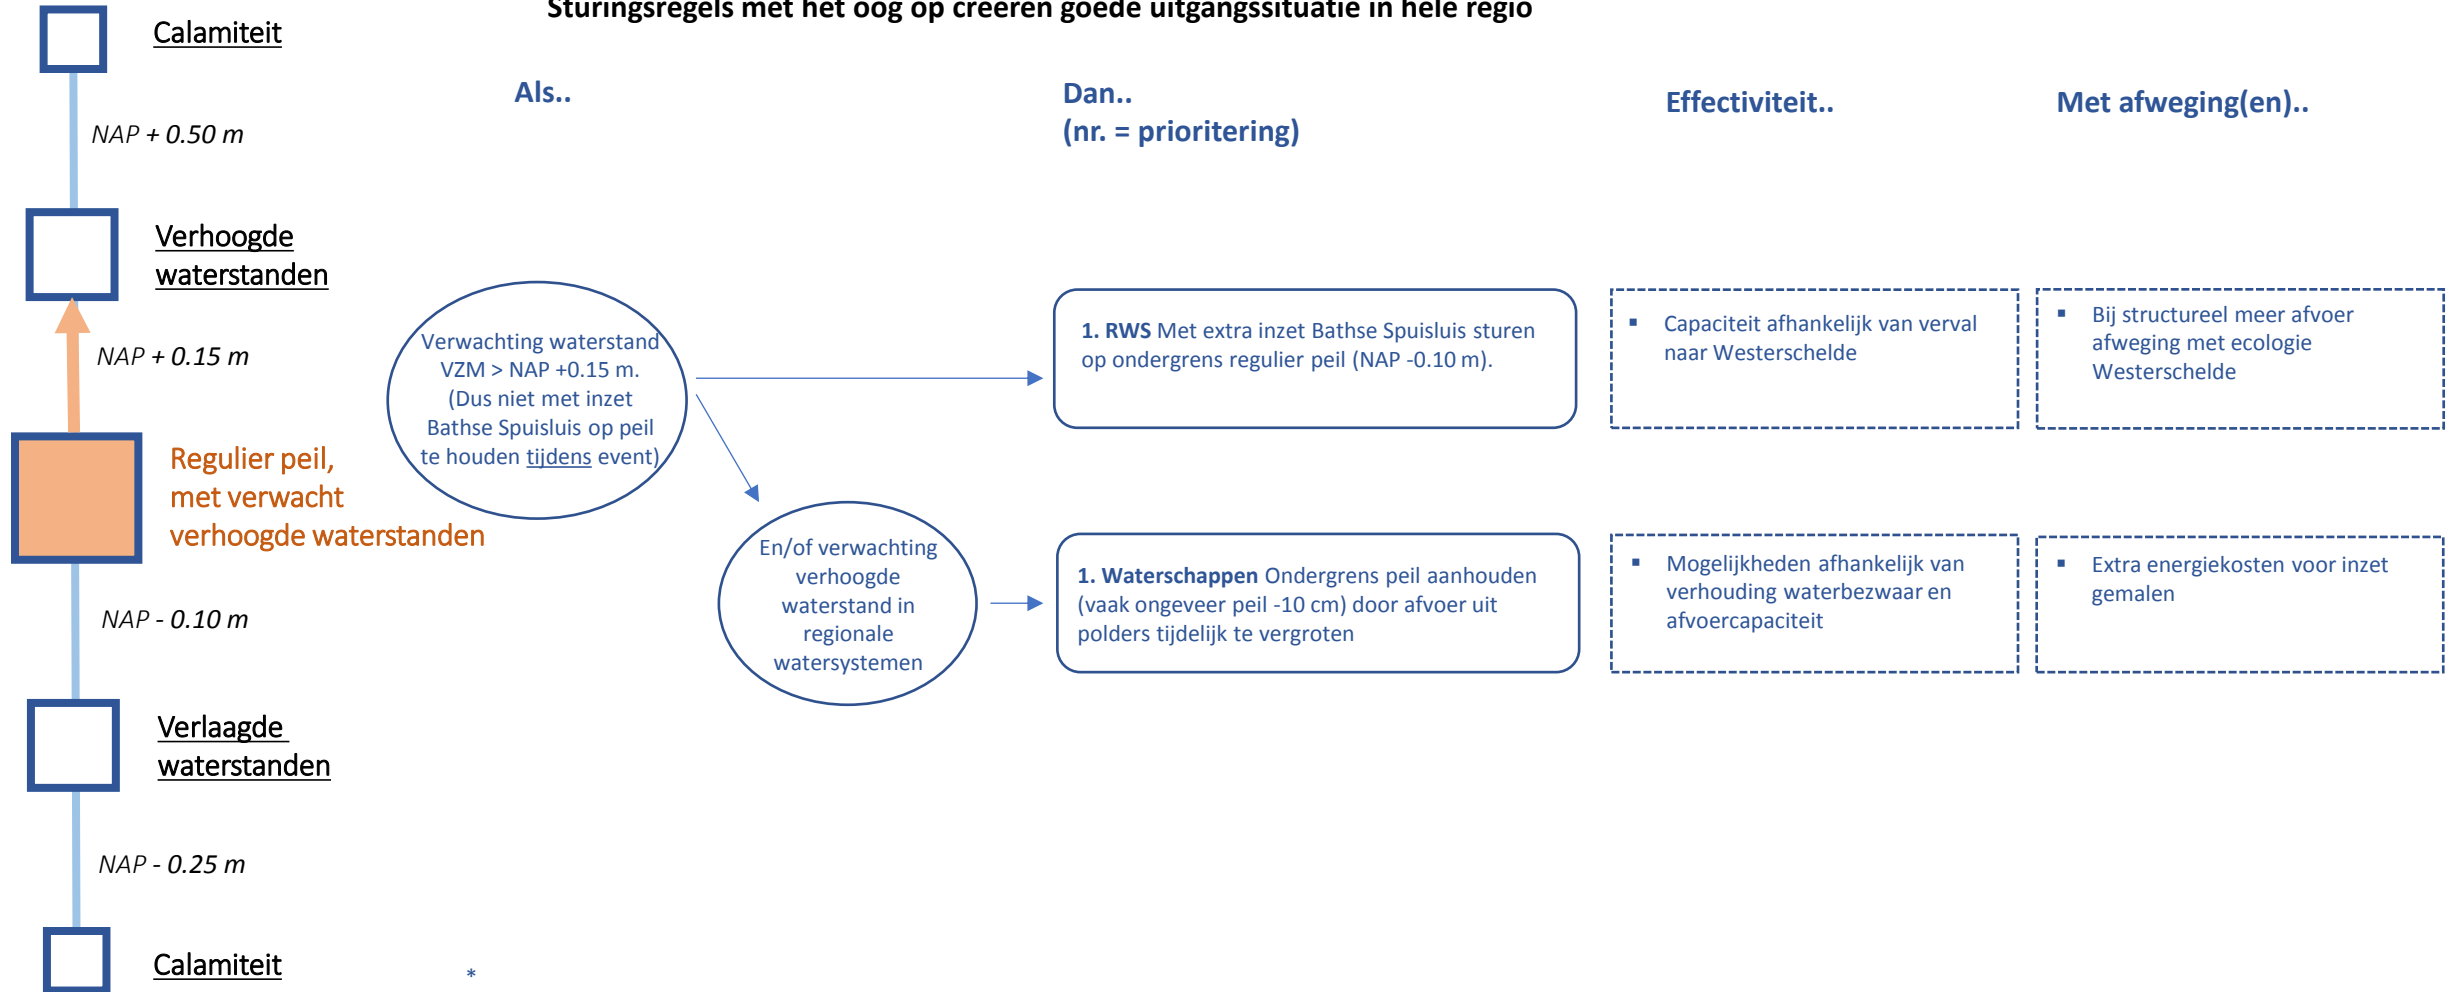 Sturingsregels met het oog op creëren goede uitgangssituatie in hele regio
Calamiteit
NAP + 0.50 m
Verhoogde
waterstanden
NAP + 0.15 m
Regulier peil,
met verwacht
verhoogde waterstanden
NAP - 0.10 m
Verlaagde
waterstanden
NAP - 0.25 m
Calamiteit
Als..
Dan..
(nr. = prioritering)
Effectiviteit..
Met afweging(en)..
Verwachting waterstand
VZM > NAP +0.15 m.
(Dus niet met inzet
Bathse Spuisluis op peil
te houden tijdens event)
1. RWS Met extra inzet Bathse Spuisluis sturen
op ondergrens regulier peil (NAP -0.10 m).
▪ Capaciteit afhankelijk van verval
naar Westerschelde
▪ Bij structureel meer afvoer
afweging met ecologie
Westerschelde
En/of verwachting
verhoogde
waterstand in
regionale
watersystemen
1. Waterschappen Ondergrens peil aanhouden
(vaak ongeveer peil -10 cm) door afvoer uit
polders tijdelijk te vergroten
▪ Mogelijkheden afhankelijk van
verhouding waterbezwaar en
afvoercapaciteit
▪ Extra energiekosten voor inzet
gemalen
*